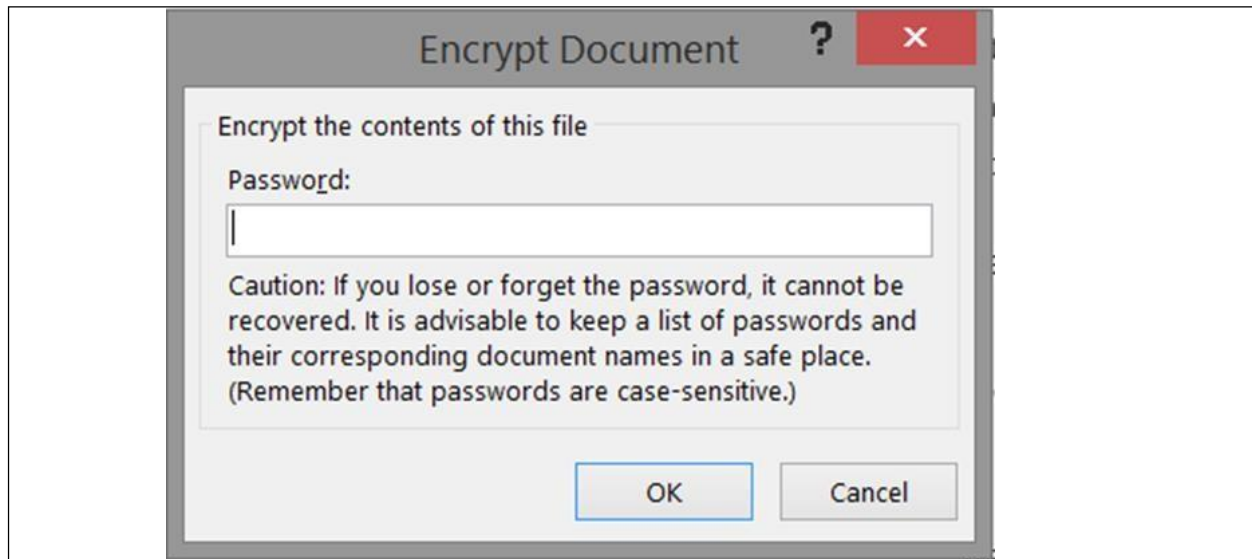 Encrypt Document ?
Encrypt the contents of this file
Password:
Caution: If you lose or forget the password, it cannot be
recovered. It is advisable to keep a list of passwords and
their corresponding document names in a safe place.
(Remember that passwords are case-sensitive.)
OK Cancel